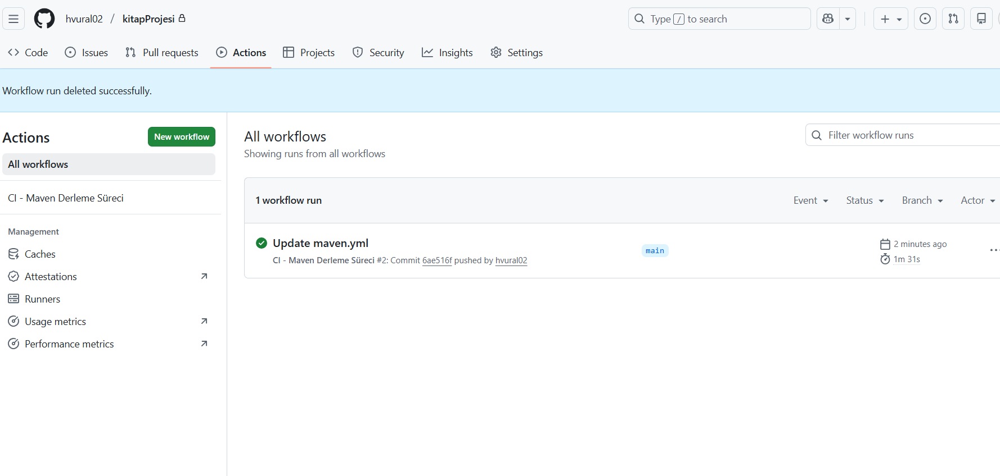 hvural02 / kitapProjesi
Type / to search
Code
Issues
Pull requests
Actions
Projects
Security
Insights
Settings
Workflow run deleted successfully.
Actions
New workflow
All workflows
CI - Maven Derleme Süreci
Management
Caches
Attestations
Runners
Usage metrics
Performance metrics
All workflows
Showing runs from all workflows
Filter workflow runs
1 workflow run
Event
Status
Branch
Actor
Update maven.yml
CI - Maven Derleme Süreci #2: Commit 6ae516f pushed by hvural02
main
2 minutes ago
1m 31s